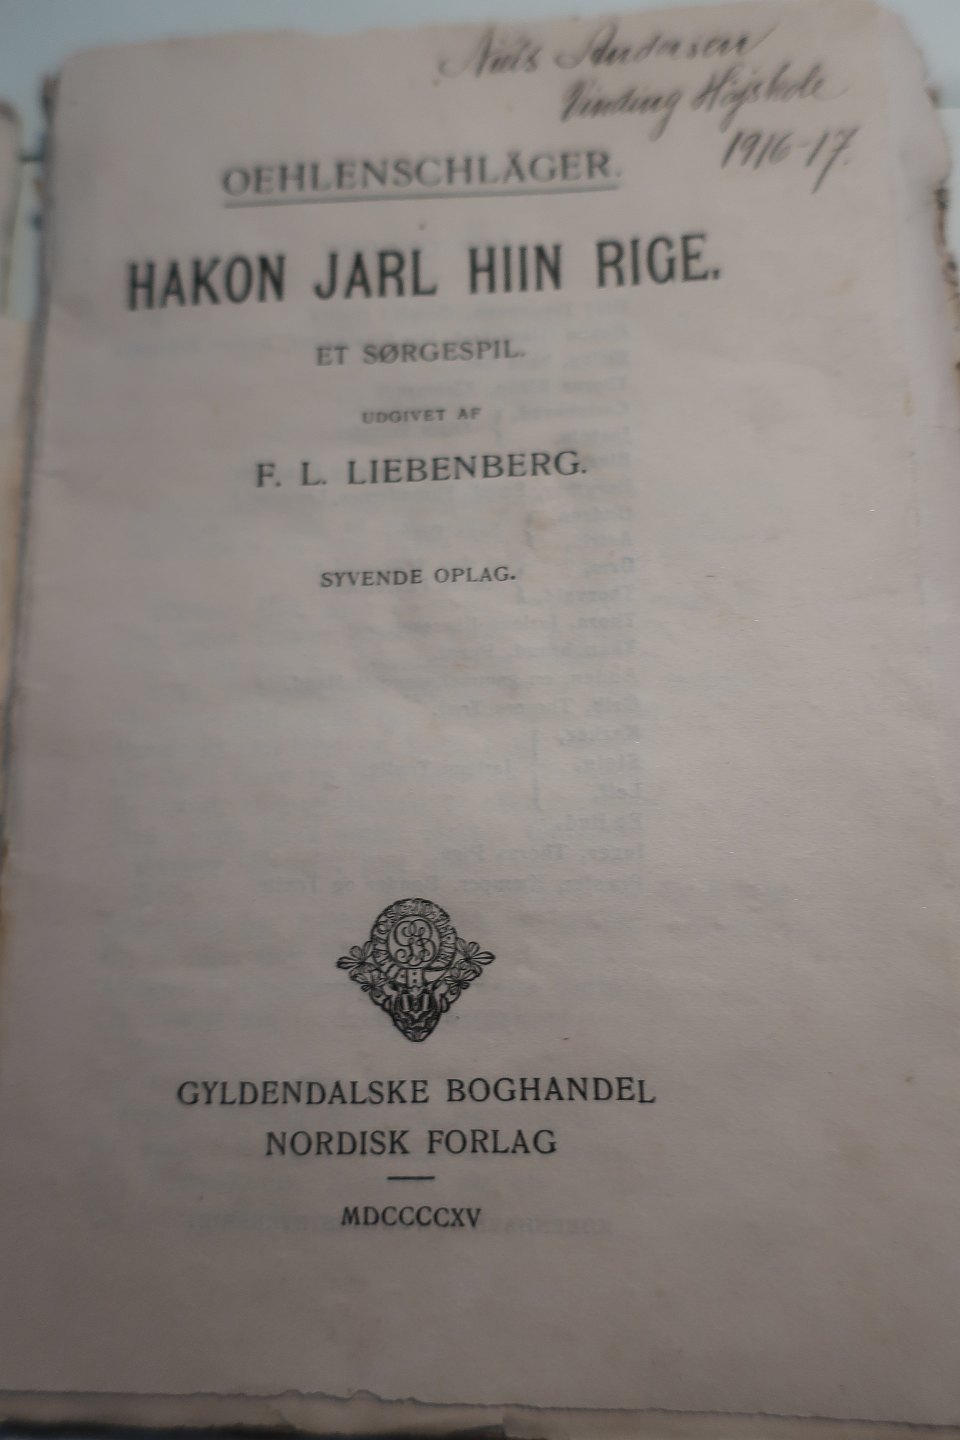 Niels Andersen
Vinding Højskole
1916-17.
OEHLENSCHLÄGER.
HAKON JARL HIIN RIGE.
ET SØRGESPIL.
UDGIVET AF
F. L. LIEBENBERG.
SYVENDE OPLAG.
GB
GYLDENDALSKE BOGHANDEL
NORDISK FORLAG
MDCCCCXV